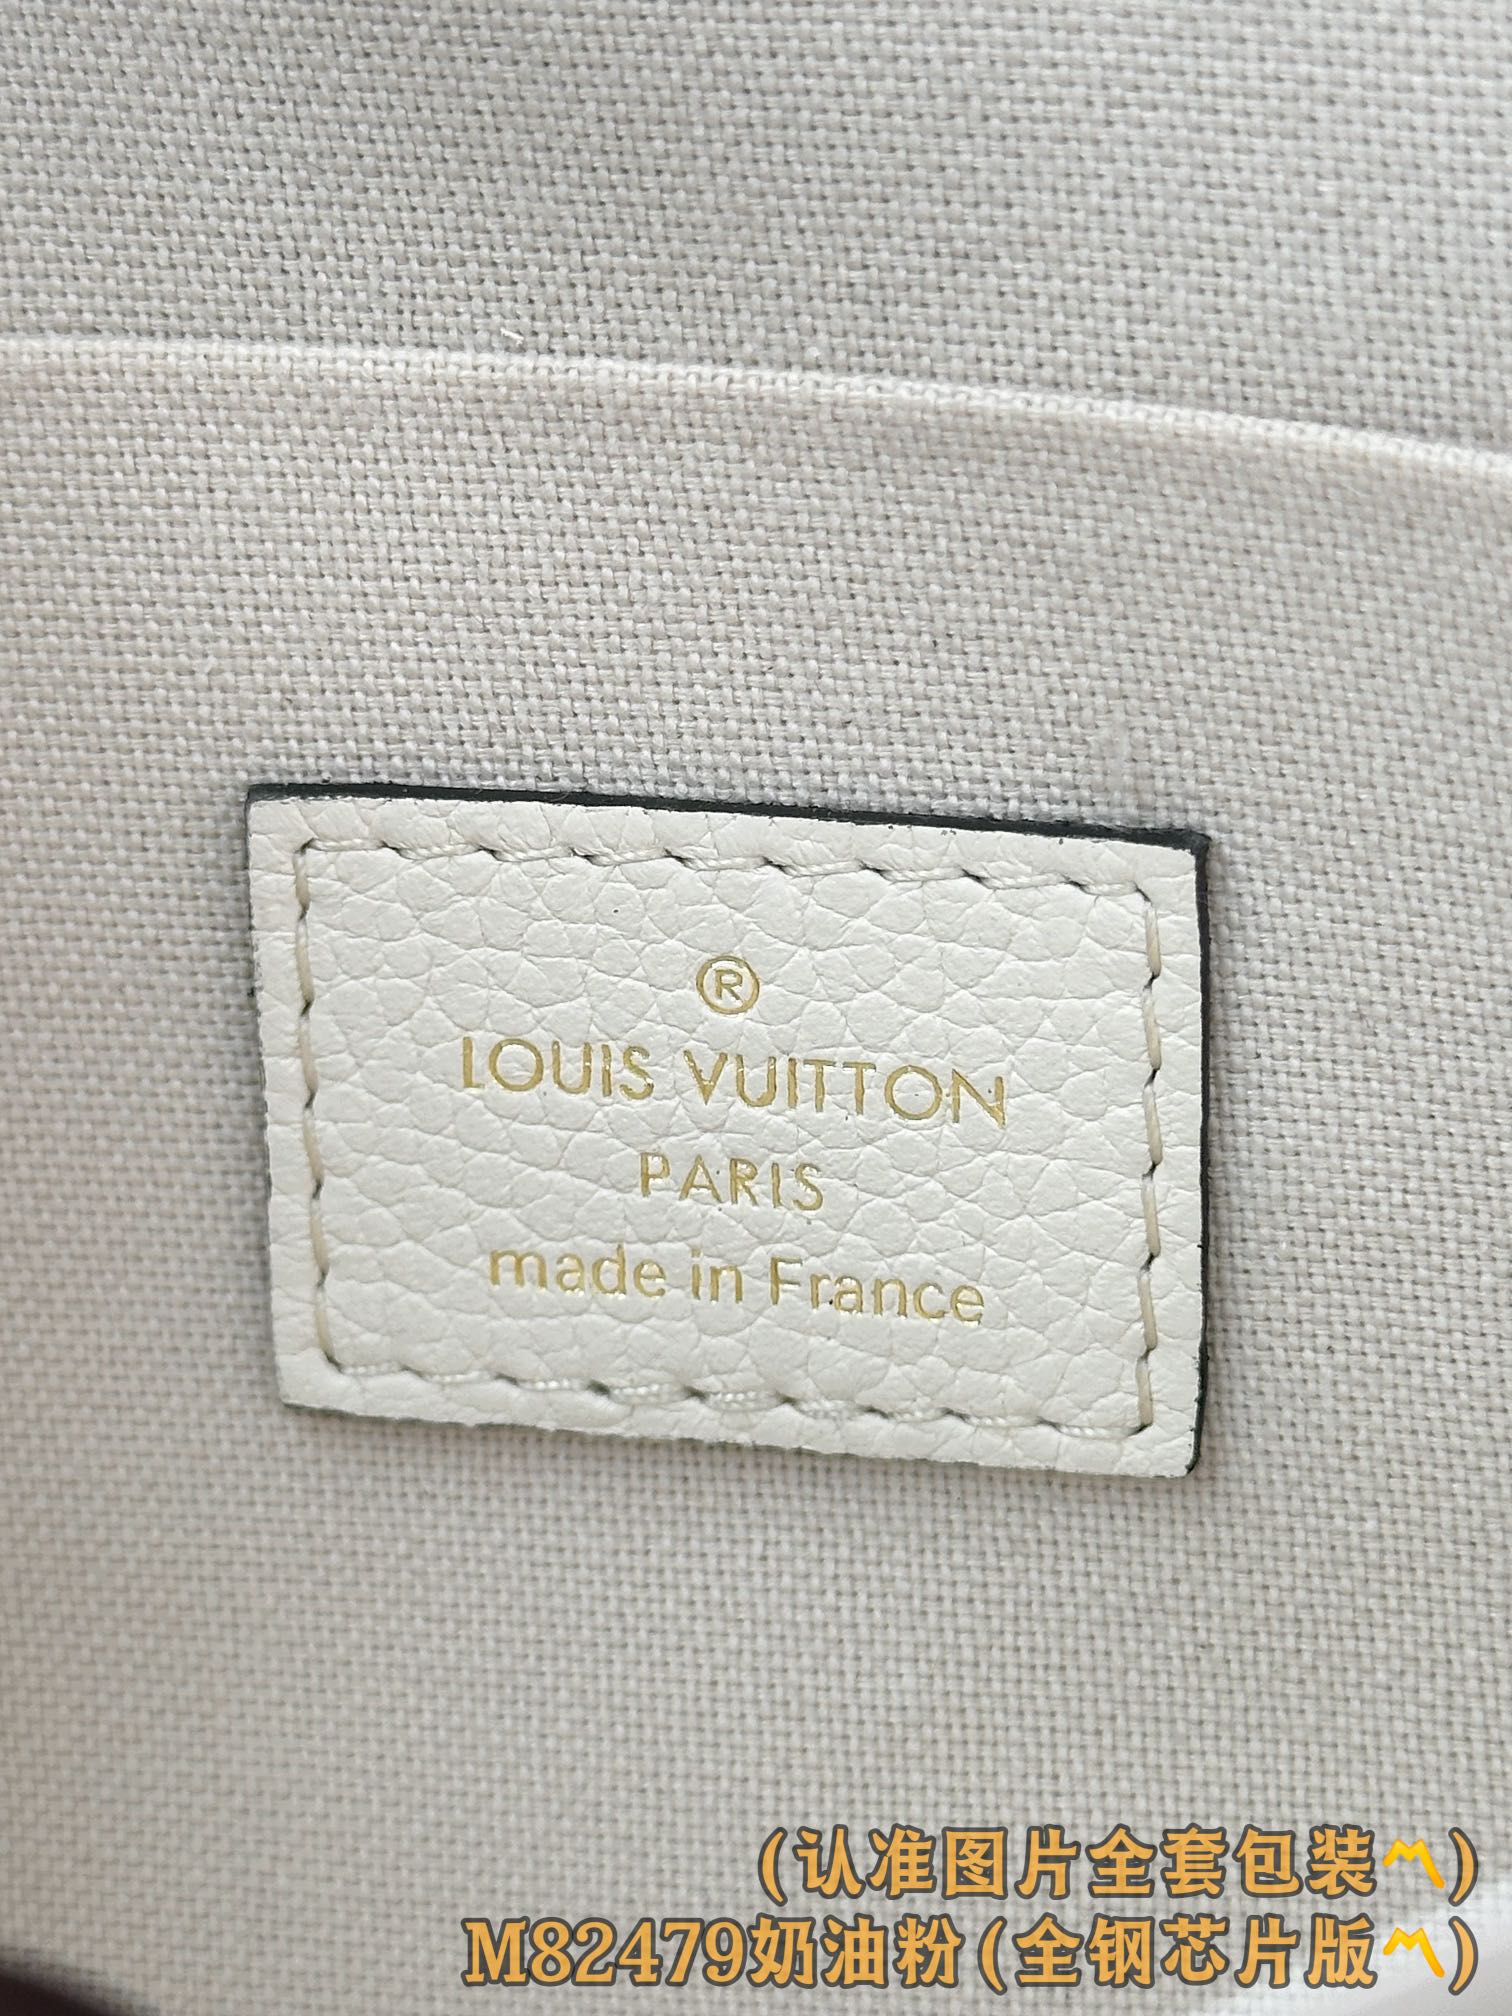 ®
LOUIS VUITTON
PARIS
made in France
(认准图片全套包装〽)
M82479奶油粉(全钢芯片版〽)